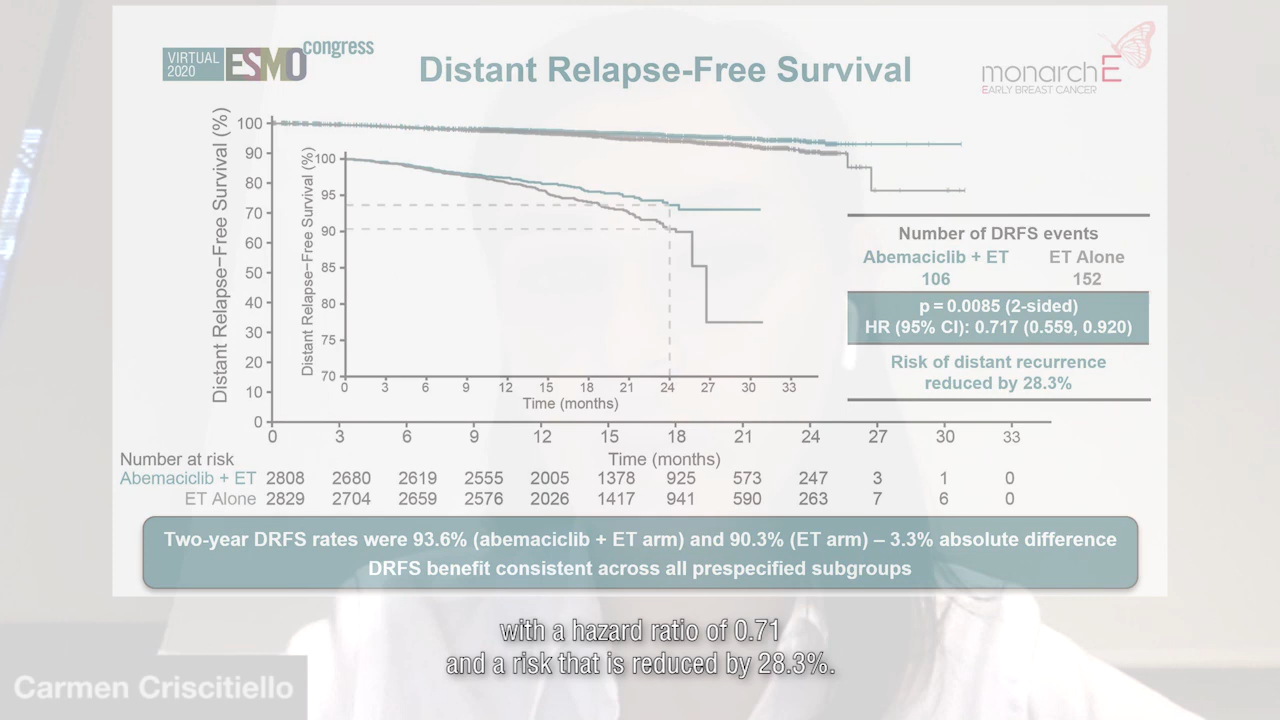 VIRTUAL
2020
ESMO
congress
Distant Relapse-Free Survival
monarchE
EARLY BREAST CANCER
Distant Relapse−Free Survival (%)
100
90
80
70
60
50
40
30
20
10
0
Distant Relapse−Free Survival (%)
100
95
90
85
80
75
70
0 3 6 9 12 15 18 21 24 27 30 33
Time (months)
Number of DRFS events
Abemaciclib + ET ET Alone
106 152
p = 0.0085 (2-sided)
HR (95% CI): 0.717 (0.559, 0.920)
Risk of distant recurrence
reduced by 28.3%
0 3 6 9 12 15 18 21 24 27 30 33
Number at risk Time (months)
Abemaciclib + ET 2808 2680 2619 2555 2005 1378 925 573 247 3 1 0
ET Alone 2829 2704 2659 2576 2026 1417 941 590 263 7 6 0
Two-year DRFS rates were 93.6% (abemaciclib + ET arm) and 90.3% (ET arm) – 3.3% absolute difference
DRFS benefit consistent across all prespecified subgroups
with a hazard ratio of 0.71
and a risk that is reduced by 28.3%.
Carmen Criscitiello